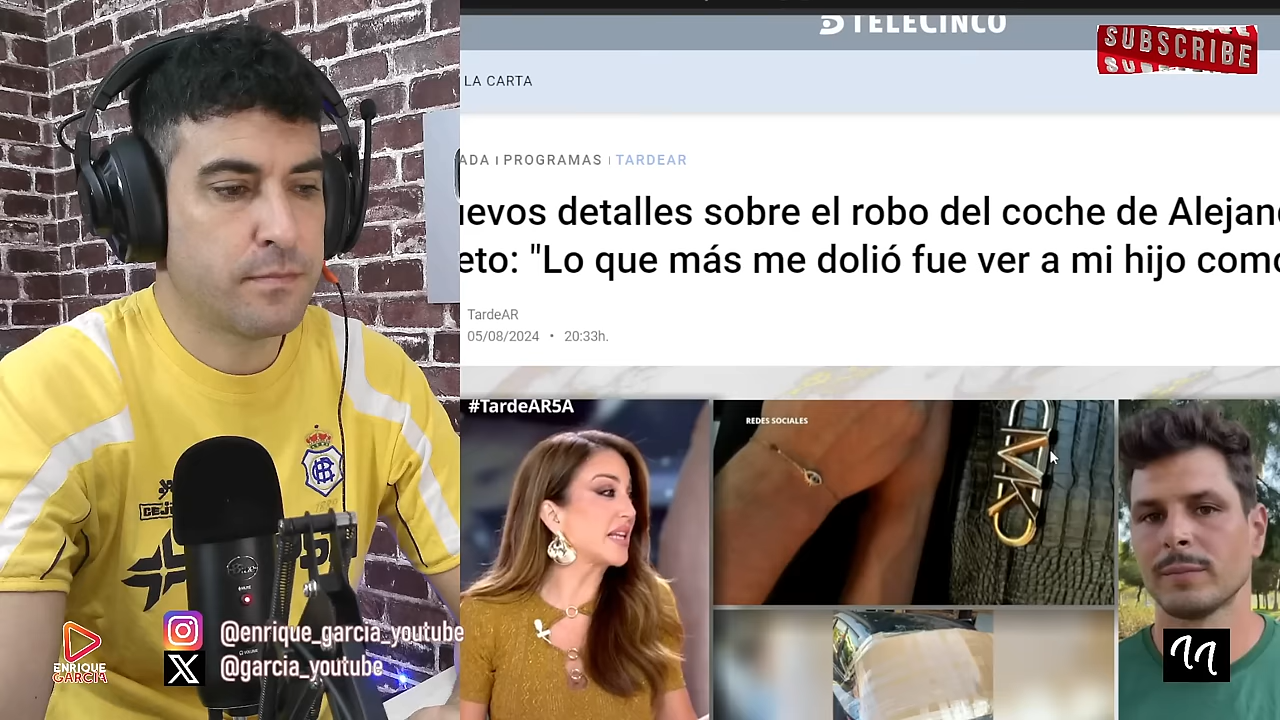 TELECINCO
SUBSCRIBE
LA CARTA
ADA | PROGRAMAS | TARDEAR
uevos detalles sobre el robo del coche de Alejand
eto: "Lo que más me dolió fue ver a mi hijo como
TardeAR
05/08/2024 • 20:33h.
#TardeAR5A
REDES SOCIALES
MK
@enrique_garcia_youtube
@garcia_youtube
ENRIQUE
GARCIA